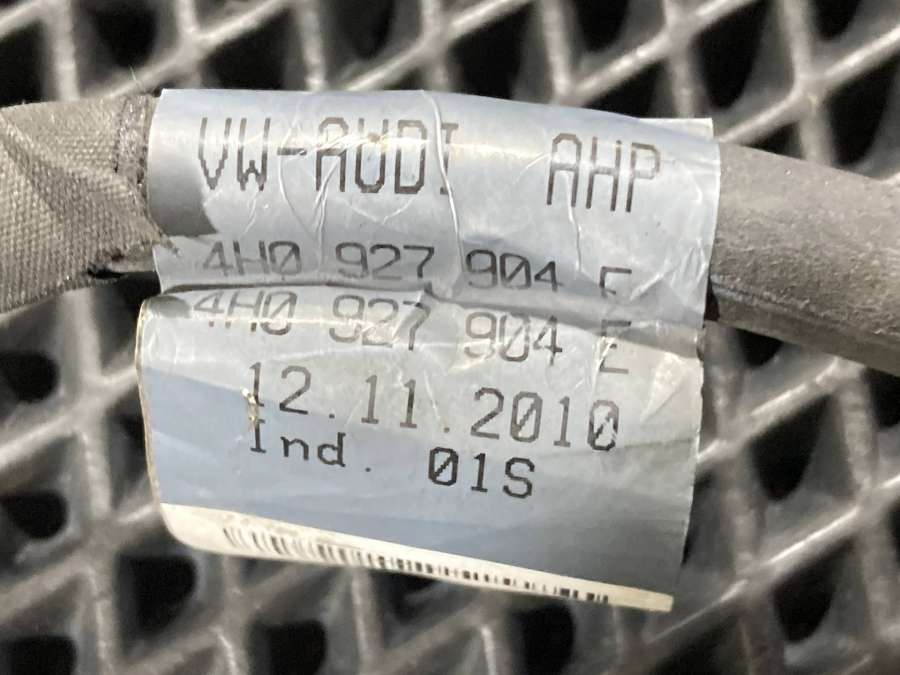 VW-AUDI AHP
4H0 927 904 E
4H0 927 904 E
12.11.2010
Ind. 01S